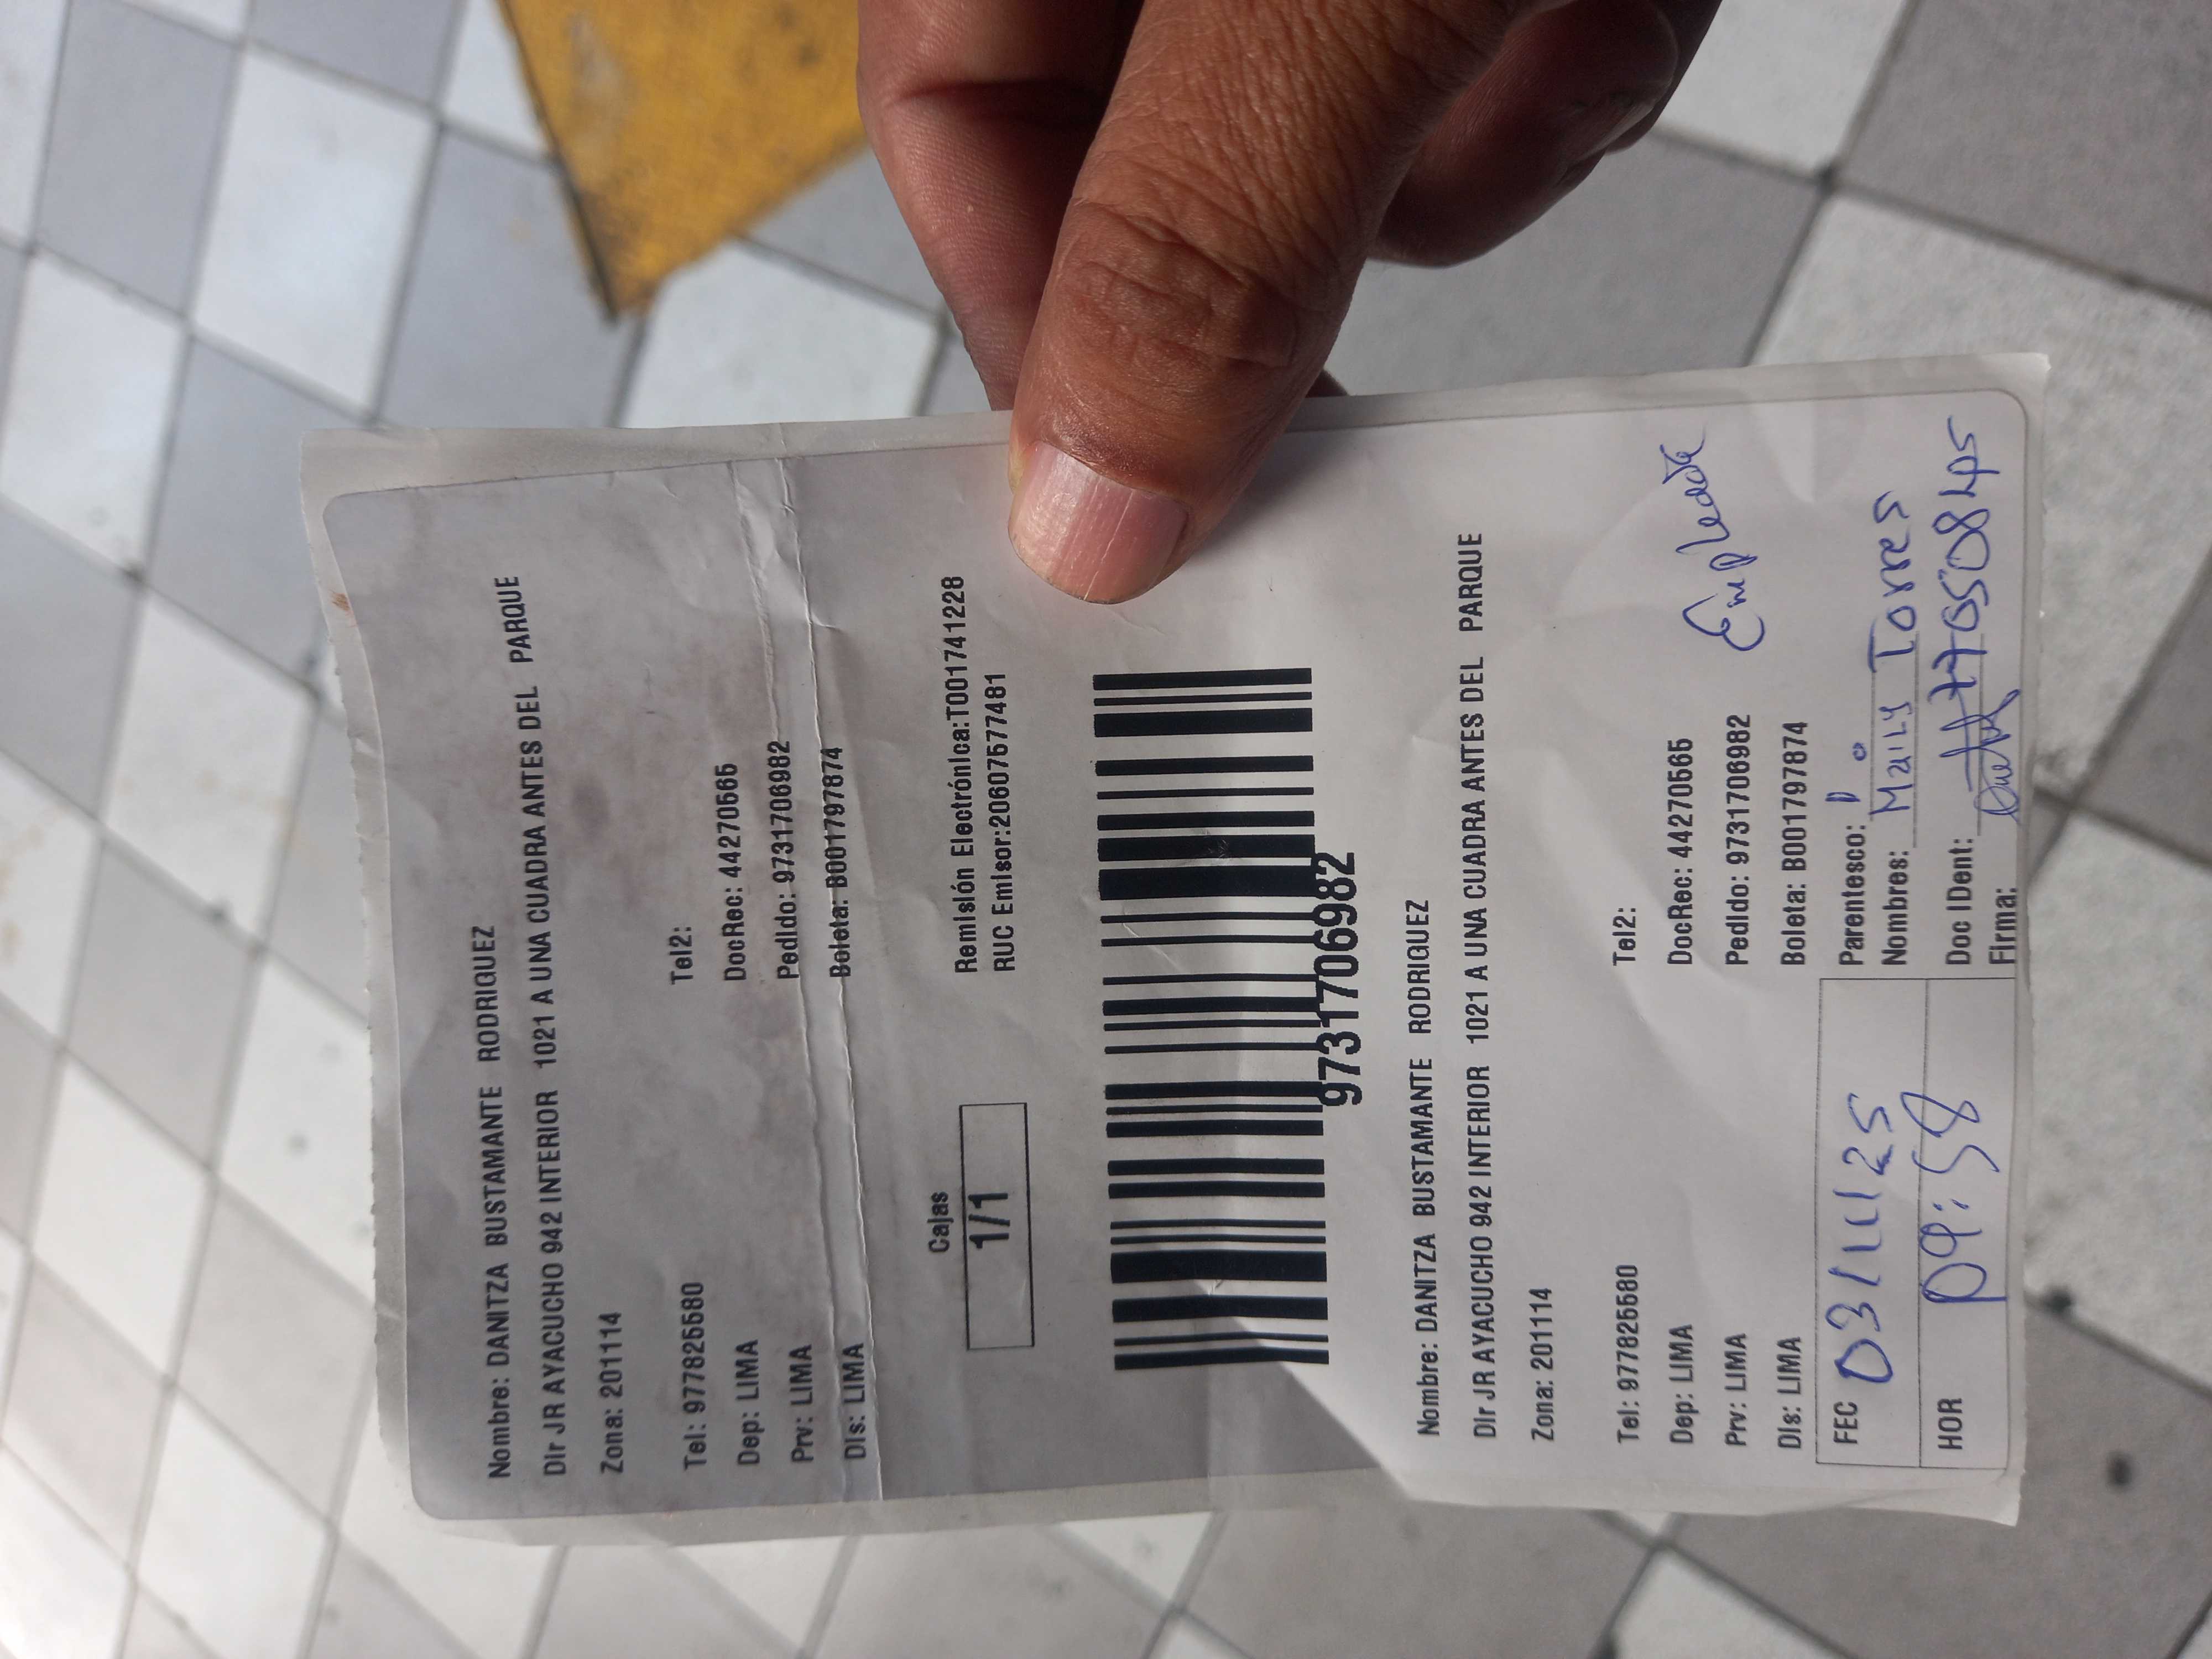 Nombre: DANITZA BUSTAMANTE RODRIGUEZ
Dir JR AYACUCHO 942 INTERIOR 1021 A UNA CUADRA ANTES DEL PARQUE
Zona: 201114
Tel: 977825580 Tel2:
Dep: LIMA DocRec: 44270565
Prv: LIMA Pedido: 9731706982
Dis: LIMA Boleta: B001797874
Cajas
1/1
Remisión Electrónica:T001741228
RUC Emisor:20607577481
9731706982
Nombre: DANITZA BUSTAMANTE RODRIGUEZ
Dir JR AYACUCHO 942 INTERIOR 1021 A UNA CUADRA ANTES DEL PARQUE
Zona: 201114
Tel: 977825580 Tel2:
Dep: LIMA DocRec: 44270565
Prv: LIMA Pedido: 9731706982
Dis: LIMA Boleta: B001797874
Empleada
FEC 03/11/25
Parentesco:
Nombres: Maily Torres
HOR 09:58
Doc IDent:
Firma: